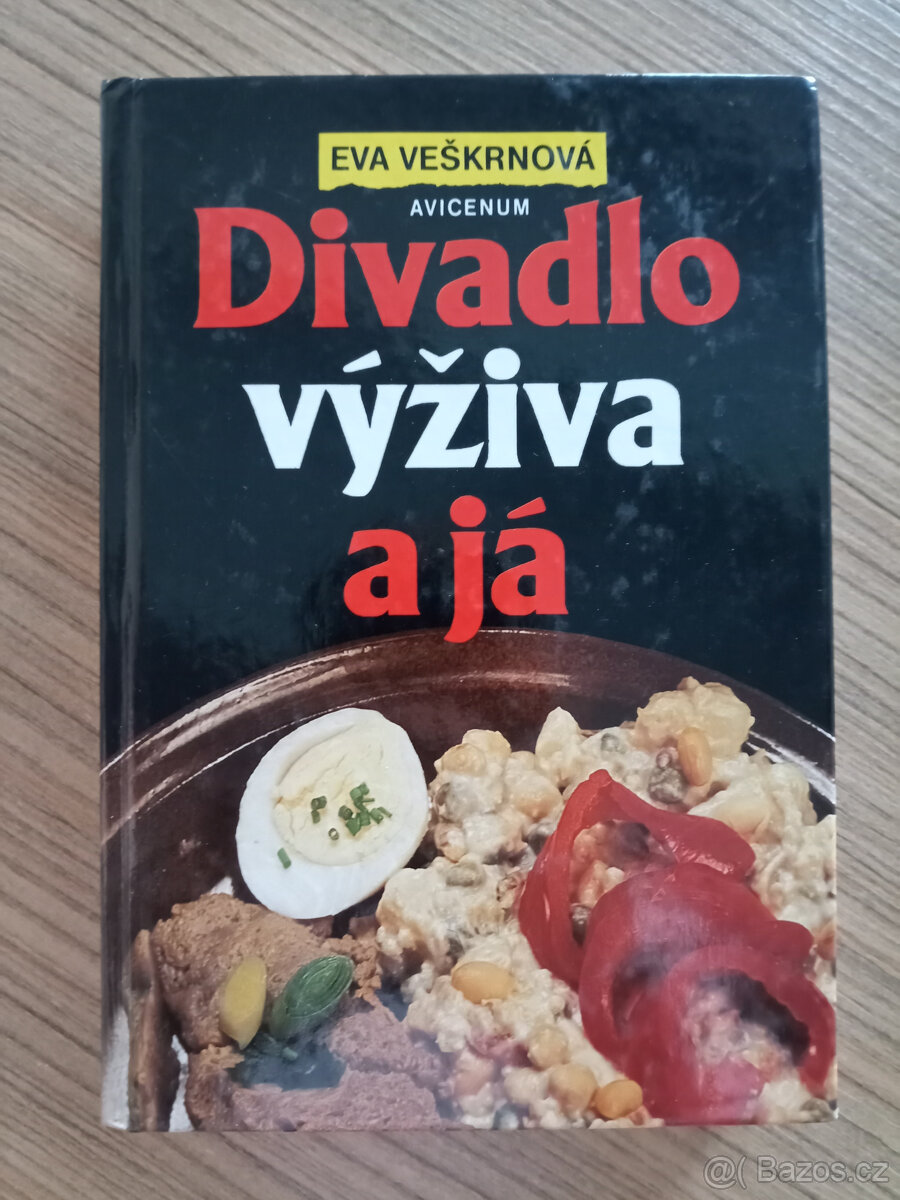 EVA VEŠKRNOVÁ
AVICENUM
Divadlo
výživa
a já
@( Bazos.cz